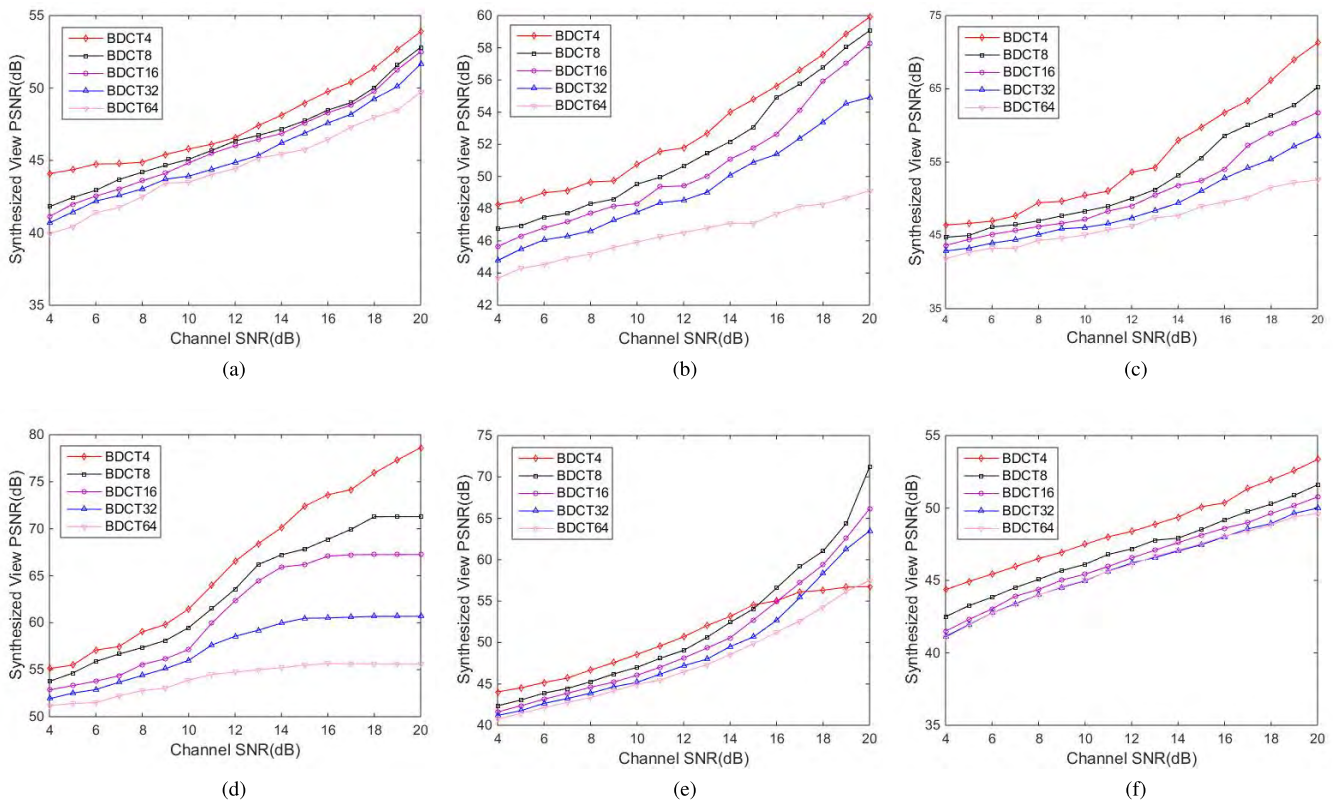 55
50
45
40
35
Synthesized View PSNR(dB)
BDCT4
BDCT8
BDCT16
BDCT32
BDCT64
4 6 8 10 12 14 16 18 20
Channel SNR(dB)
(a)
60
58
56
54
52
50
48
46
44
42
Synthesized View PSNR(dB)
BDCT4
BDCT8
BDCT16
BDCT32
BDCT64
4 6 8 10 12 14 16 18 20
Channel SNR(dB)
(b)
75
65
55
45
35
Synthesized View PSNR(dB)
BDCT4
BDCT8
BDCT16
BDCT32
BDCT64
4 6 8 10 12 14 16 18 20
Channel SNR(dB)
(c)
80
75
70
65
60
55
50
Synthesized View PSNR(dB)
BDCT4
BDCT8
BDCT16
BDCT32
BDCT64
4 6 8 10 12 14 16 18 20
Channel SNR(dB)
(d)
75
70
65
60
55
50
45
40
Synthesized View PSNR(dB)
BDCT4
BDCT8
BDCT16
BDCT32
BDCT64
4 6 8 10 12 14 16 18 20
Channel SNR(dB)
(e)
55
50
45
40
35
Synthesized View PSNR(dB)
BDCT4
BDCT8
BDCT16
BDCT32
BDCT64
4 6 8 10 12 14 16 18 20
Channel SNR(dB)
(f)